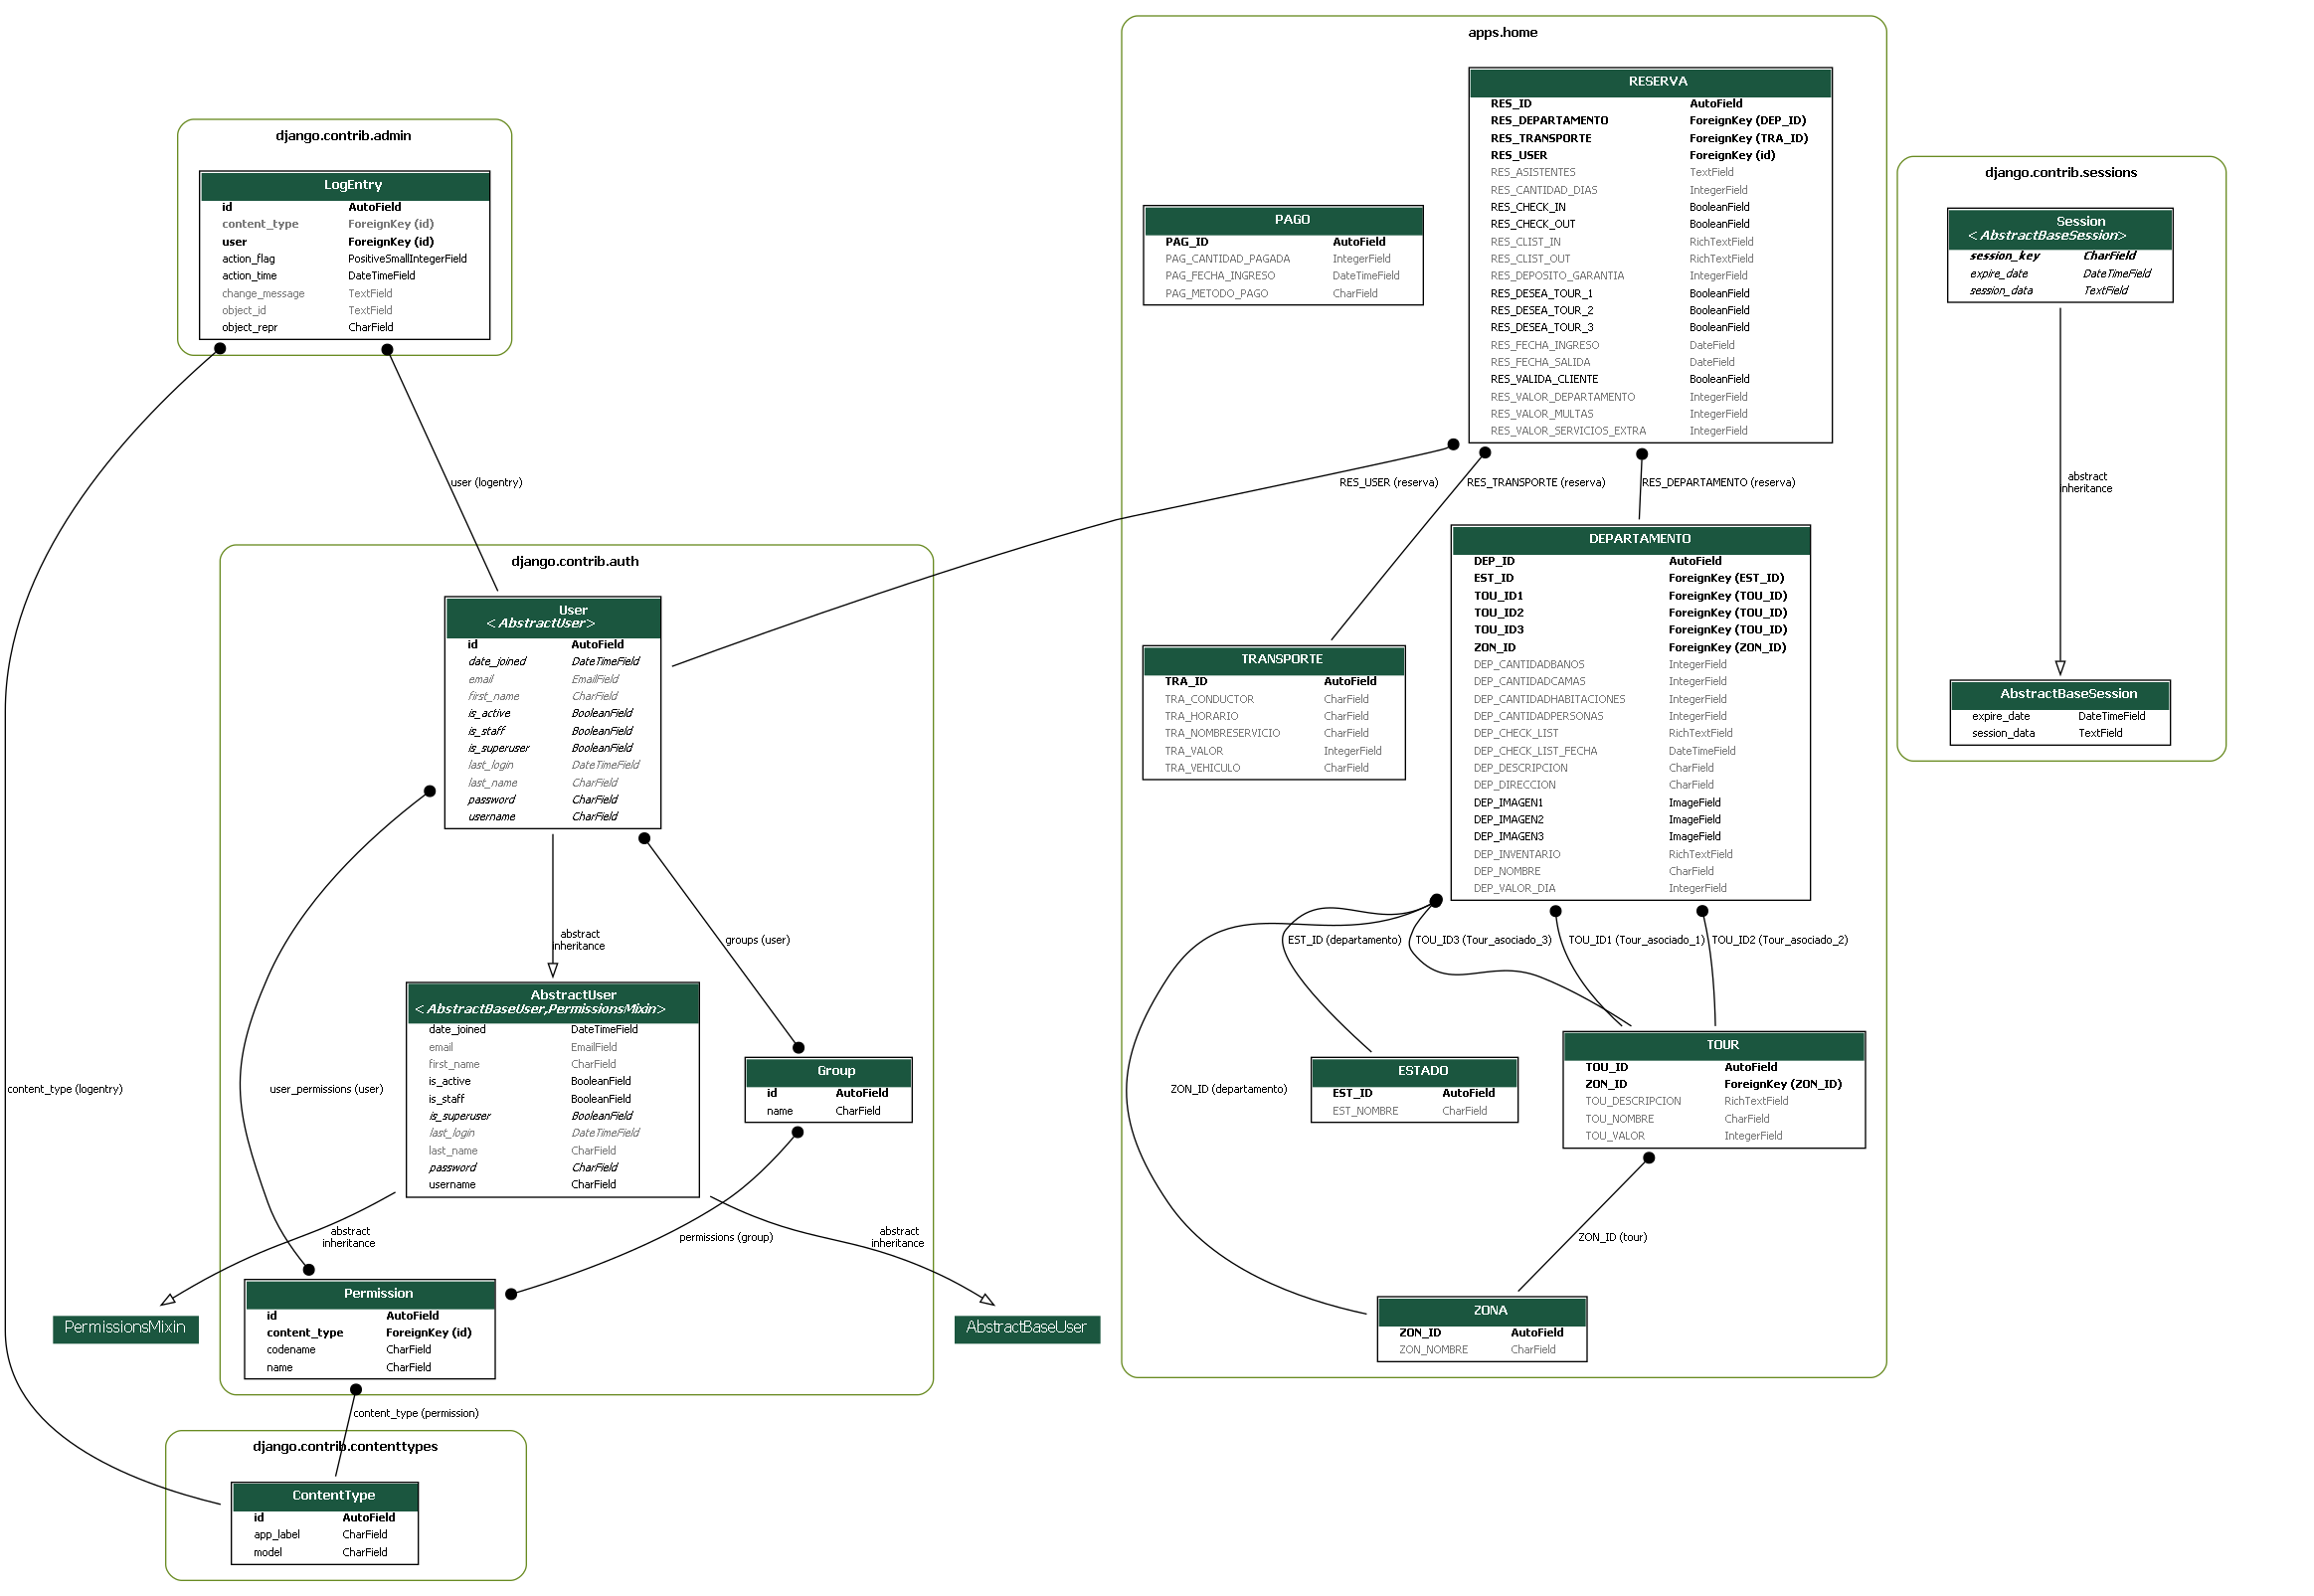 apps.home
RESERVA
RES_ID AutoField
RES_DEPARTAMENTO ForeignKey (DEP_ID)
RES_TRANSPORTE ForeignKey (TRA_ID)
RES_USER ForeignKey (id)
RES_ASISTENTES TextField
RES_CANTIDAD_DIAS IntegerField
RES_CHECK_IN BooleanField
RES_CHECK_OUT BooleanField
RES_CLIST_IN RichTextField
RES_CLIST_OUT RichTextField
RES_DEPOSITO_GARANTIA IntegerField
RES_DESEA_TOUR_1 BooleanField
RES_DESEA_TOUR_2 BooleanField
RES_DESEA_TOUR_3 BooleanField
RES_FECHA_INGRESO DateField
RES_FECHA_SALIDA DateField
RES_VALIDA_CLIENTE BooleanField
RES_VALOR_DEPARTAMENTO IntegerField
RES_VALOR_MULTAS IntegerField
RES_VALOR_SERVICIOS_EXTRA IntegerField
django.contrib.admin
LogEntry
id AutoField
content_type ForeignKey (id)
user ForeignKey (id)
action_flag PositiveSmallIntegerField
action_time DateTimeField
change_message TextField
object_id TextField
object_repr CharField
PAGO
PAG_ID AutoField
PAG_CANTIDAD_PAGADA IntegerField
PAG_FECHA_INGRESO DateTimeField
PAG_METODO_PAGO CharField
django.contrib.sessions
Session
<AbstractBaseSession>
session_key CharField
expire_date DateTimeField
session_data TextField
user (logentry)
RES_USER (reserva)
RES_TRANSPORTE (reserva)
RES_DEPARTAMENTO (reserva)
abstract
inheritance
django.contrib.auth
User
<AbstractUser>
id AutoField
date_joined DateTimeField
email EmailField
first_name CharField
is_active BooleanField
is_staff BooleanField
is_superuser BooleanField
last_login DateTimeField
last_name CharField
password CharField
username CharField
DEPARTAMENTO
DEP_ID AutoField
EST_ID ForeignKey (EST_ID)
TOU_ID1 ForeignKey (TOU_ID)
TOU_ID2 ForeignKey (TOU_ID)
TOU_ID3 ForeignKey (TOU_ID)
ZON_ID ForeignKey (ZON_ID)
DEP_CANTIDADBANOS IntegerField
DEP_CANTIDADCAMAS IntegerField
DEP_CANTIDADHABITACIONES IntegerField
DEP_CANTIDADPERSONAS IntegerField
DEP_CHECK_LIST RichTextField
DEP_CHECK_LIST_FECHA DateTimeField
DEP_DESCRIPCION CharField
DEP_DIRECCION CharField
DEP_IMAGEN1 ImageField
DEP_IMAGEN2 ImageField
DEP_IMAGEN3 ImageField
DEP_INVENTARIO RichTextField
DEP_NOMBRE CharField
DEP_VALOR_DIA IntegerField
TRANSPORTE
TRA_ID AutoField
TRA_CONDUCTOR CharField
TRA_HORARIO CharField
TRA_NOMBRESERVICIO CharField
TRA_VALOR IntegerField
TRA_VEHICULO CharField
AbstractBaseSession
expire_date DateTimeField
session_data TextField
abstract
inheritance
groups (user)
EST_ID (departamento)
TOU_ID3 (Tour_asociado_3)
TOU_ID1 (Tour_asociado_1)
TOU_ID2 (Tour_asociado_2)
AbstractUser
<AbstractBaseUser,PermissionsMixin>
date_joined DateTimeField
email EmailField
first_name CharField
is_active BooleanField
is_staff BooleanField
is_superuser BooleanField
last_login DateTimeField
last_name CharField
password CharField
username CharField
Group
id AutoField
name CharField
content_type (logentry)
user_permissions (user)
ZON_ID (departamento)
ESTADO
EST_ID AutoField
EST_NOMBRE CharField
TOUR
TOU_ID AutoField
ZON_ID ForeignKey (ZON_ID)
TOU_DESCRIPCION RichTextField
TOU_NOMBRE CharField
TOU_VALOR IntegerField
abstract
inheritance
permissions (group)
abstract
inheritance
ZON_ID (tour)
PermissionsMixin
Permission
id AutoField
content_type ForeignKey (id)
codename CharField
name CharField
AbstractBaseUser
ZONA
ZON_ID AutoField
ZON_NOMBRE CharField
content_type (permission)
django.contrib.contenttypes
ContentType
id AutoField
app_label CharField
model CharField